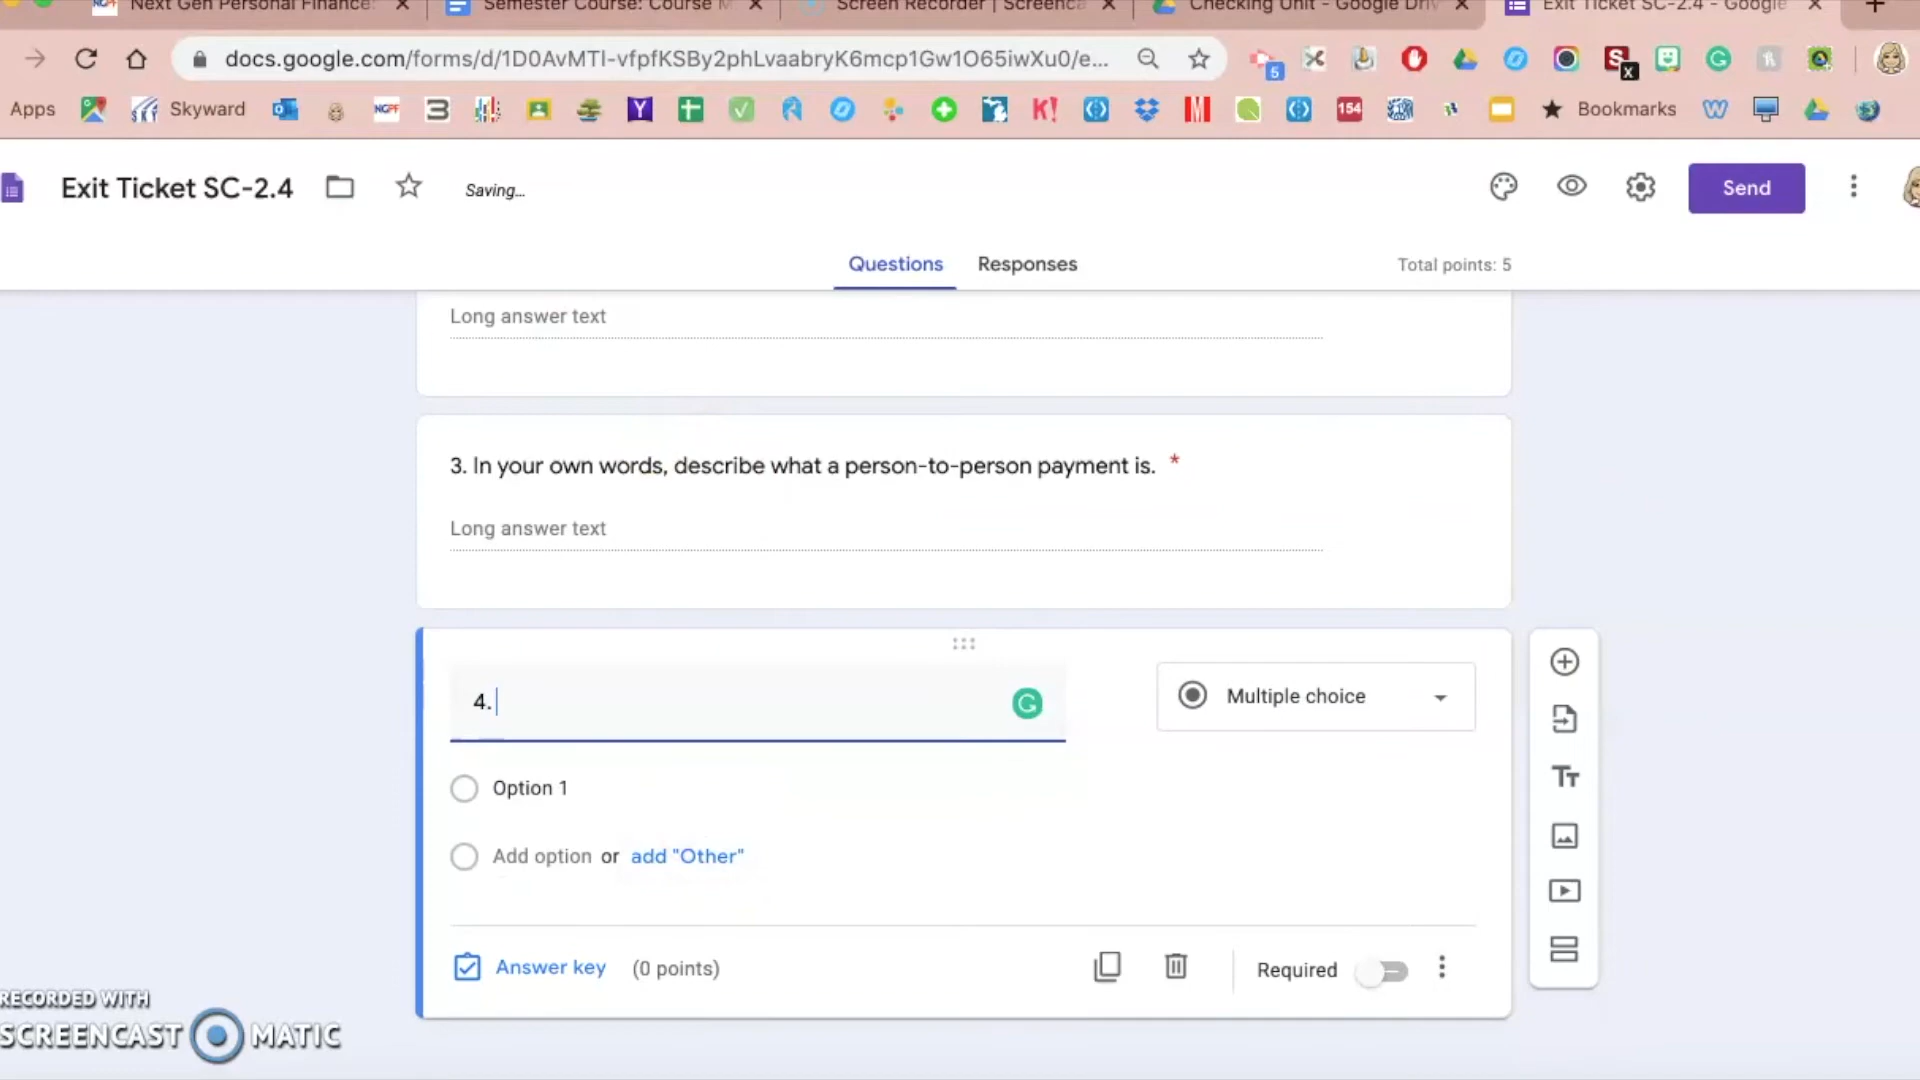 Next Gen Personal Finance:
Semester Course: Course M
Screen Recorder | Screenca
Checking Unit - Google Driv
Exit Ticket SC-2.4 - Google
docs.google.com/forms/d/1D0AvMTI-vfpfKSBy2phLvaabryK6mcp1Gw1O65iwXu0/e...
5
Apps
Skyward
NGPF
K!
154
Bookmarks
Exit Ticket SC-2.4
Saving...
Send
Questions
Responses
Total points: 5
Long answer text
3. In your own words, describe what a person-to-person payment is. *
Long answer text
4.
Multiple choice
Option 1
Add option or add "Other"
Answer key (0 points)
Required
RECORDED WITH
SCREENCAST MATIC